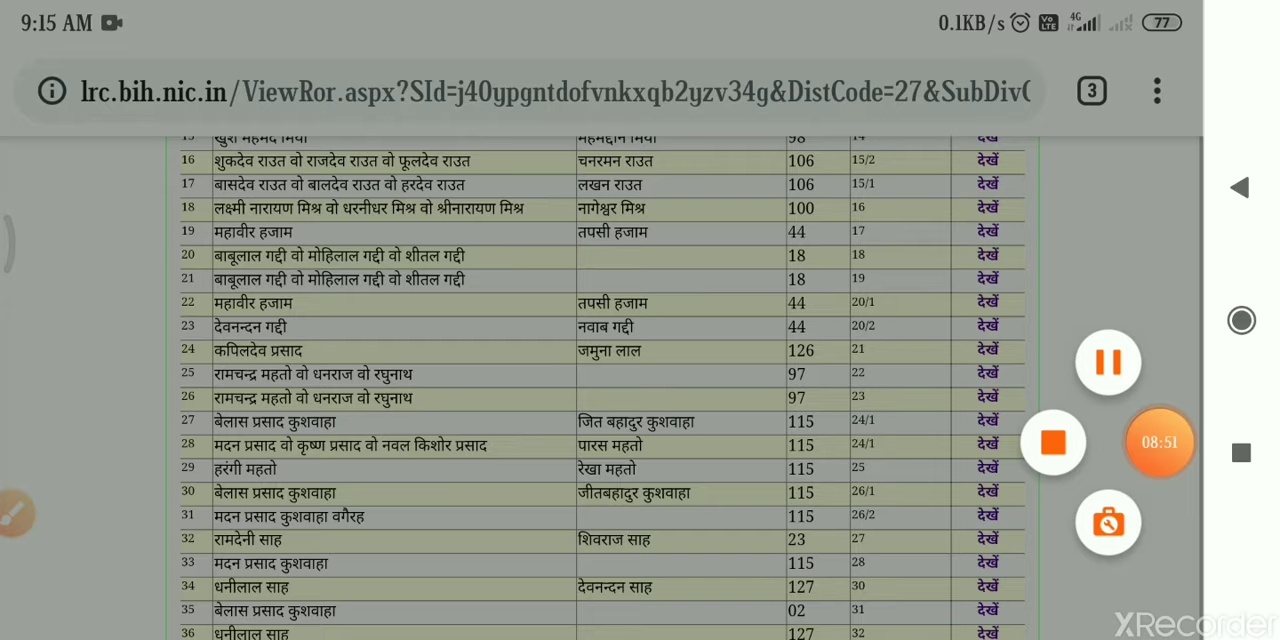 9:15 AM 0.1KB/s Vo LTE 4G 77
lrc.bih.nic.in/ViewRor.aspx?SId=j40ypgntdofvnkxqb2yzv34g&DistCode=27&SubDiv 3
15 खुश महमद मिया 98 14 देखें
16 शुकदेव राउत वो राजदेव राउत वो फूलदेव राउत चनरमन राउत 106 15/2 देखें
17 बासदेव राउत वो बालदेव राउत वो हरदेव राउत लखन राउत 106 15/1 देखें
18 लक्ष्मी नारायण मिश्र वो धरनीधर मिश्र वो श्रीनारायण मिश्र नागेश्वर मिश्र 100 16 देखें
19 महावीर हजाम तपसी हजाम 44 17 देखें
20 बाबूलाल गद्दी वो मोहिलाल गद्दी वो शीतल गद्दी 18 18 देखें
21 बाबूलाल गद्दी वो मोहिलाल गद्दी वो शीतल गद्दी 18 19 देखें
22 महावीर हजाम तपसी हजाम 44 20/1 देखें
23 देवनन्दन गद्दी नवाब गद्दी 44 20/2 देखें
24 कपिलदेव प्रसाद जमुना लाल 126 21 देखें
25 रामचन्द्र महतो वो धनराज वो रघुनाथ 97 22 देखें
26 रामचन्द्र महतो वो धनराज वो रघुनाथ 97 23 देखें
27 बेलास प्रसाद कुशवाहा जित बहादुर कुशवाहा 115 24/1 देखें
28 मदन प्रसाद वो कृष्ण प्रसाद वो नवल किशोर प्रसाद पारस महतो 115 24/1 देखें
29 हरंगी महतो रेखा महतो 115 25 देखें
30 बेलास प्रसाद कुशवाहा जीतबहादुर कुशवाहा 115 26/1 देखें
31 मदन प्रसाद कुशवाहा वगैरह 115 26/2 देखें
32 रामदेनी साह शिवराज साह 23 27 देखें
33 मदन प्रसाद कुशवाहा 115 28 देखें
34 धनीलाल साह देवनन्दन साह 127 30 देखें
35 बेलास प्रसाद कुशवाहा 02 31 देखें
36 धनीलाल साह 127 32 देखें
08:51
XRecorder